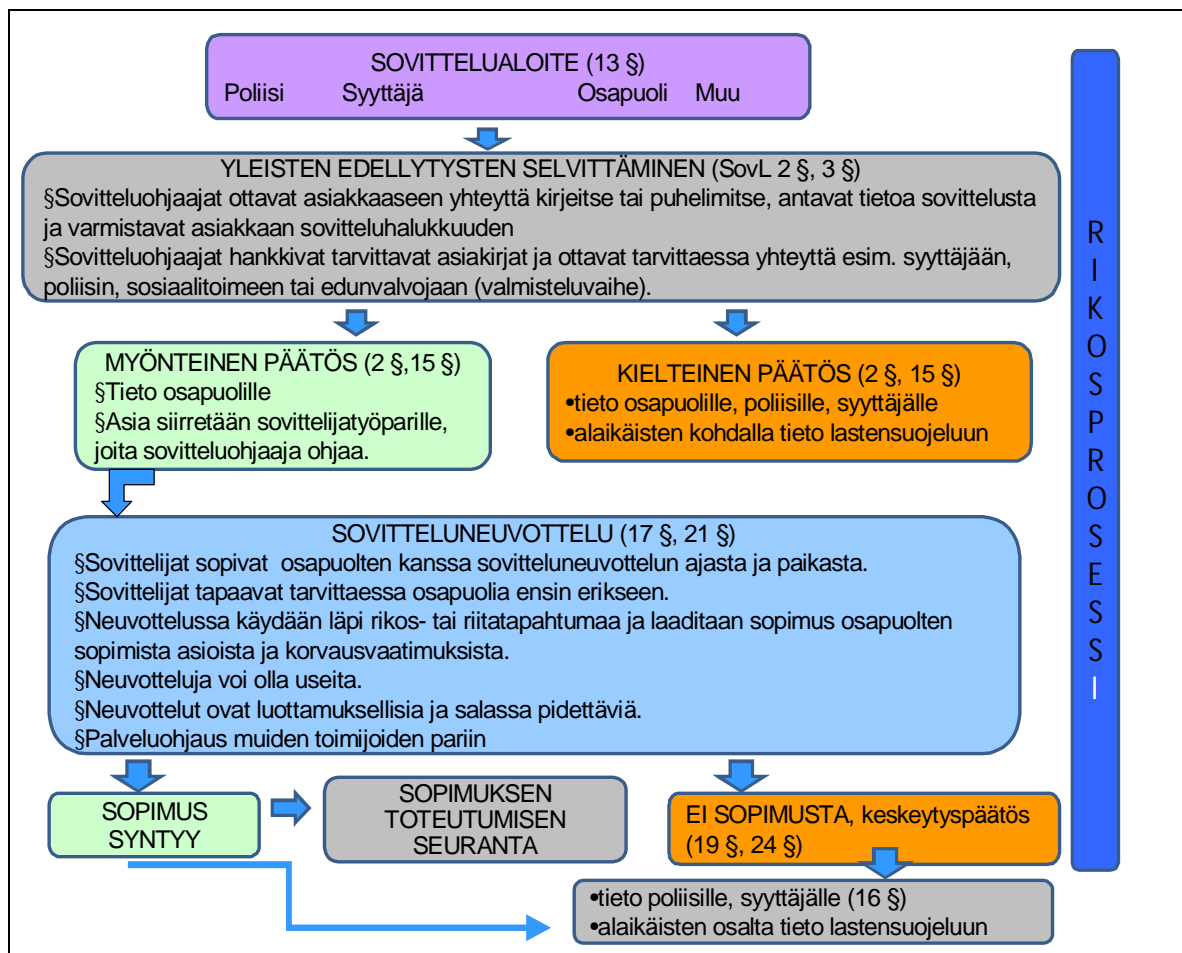 SOVITTELUALOITE (13 §)
Poliisi Syyttäjä Osapuoli Muu
YLEISTEN EDELLYTYSTEN SELVITTÄMINEN (SovL 2 §, 3 §)
§Sovitteluohjaajat ottavat asiakkaaseen yhteyttä kirjeitse tai puhelimitse, antavat tietoa sovittelusta
ja varmistavat asiakkaan sovitteluhalukkuuden
§Sovitteluohjaajat hankkivat tarvittavat asiakirjat ja ottavat tarvittaessa yhteyttä esim. syyttäjään,
poliisin, sosiaalitoimeen tai edunvalvojaan (valmisteluvaihe).
MYÖNTEINEN PÄÄTÖS (2 §,15 §)
§Tieto osapuolille
§Asia siirretään sovittelijatyöparille,
joita sovitteluohjaaja ohjaa.
KIELTEINEN PÄÄTÖS (2 §, 15 §)
•tieto osapuolille, poliisille, syyttäjälle
•alaikäisten kohdalla tieto lastensuojeluun
SOVITTELUNEUVOTTELU (17 §, 21 §)
§Sovittelijat sopivat osapuolten kanssa sovitteluneuvottelun ajasta ja paikasta.
§Sovittelijat tapaavat tarvittaessa osapuolia ensin erikseen.
§Neuvottelussa käydään läpi rikos- tai riitatapahtumaa ja laaditaan sopimus osapuolten
sopimista asioista ja korvausvaatimuksista.
§Neuvotteluja voi olla useita.
§Neuvottelut ovat luottamuksellisia ja salassa pidettäviä.
§Palveluohjaus muiden toimijoiden pariin
SOPIMUS
SYNTYY
SOPIMUKSEN
TOTEUTUMISEN
SEURANTA
EI SOPIMUSTA, keskeytyspäätös
(19 §, 24 §)
•tieto poliisille, syyttäjälle (16 §)
•alaikäisten osalta tieto lastensuojeluun
R
I
K
O
S
P
R
O
S
E
S
S
I